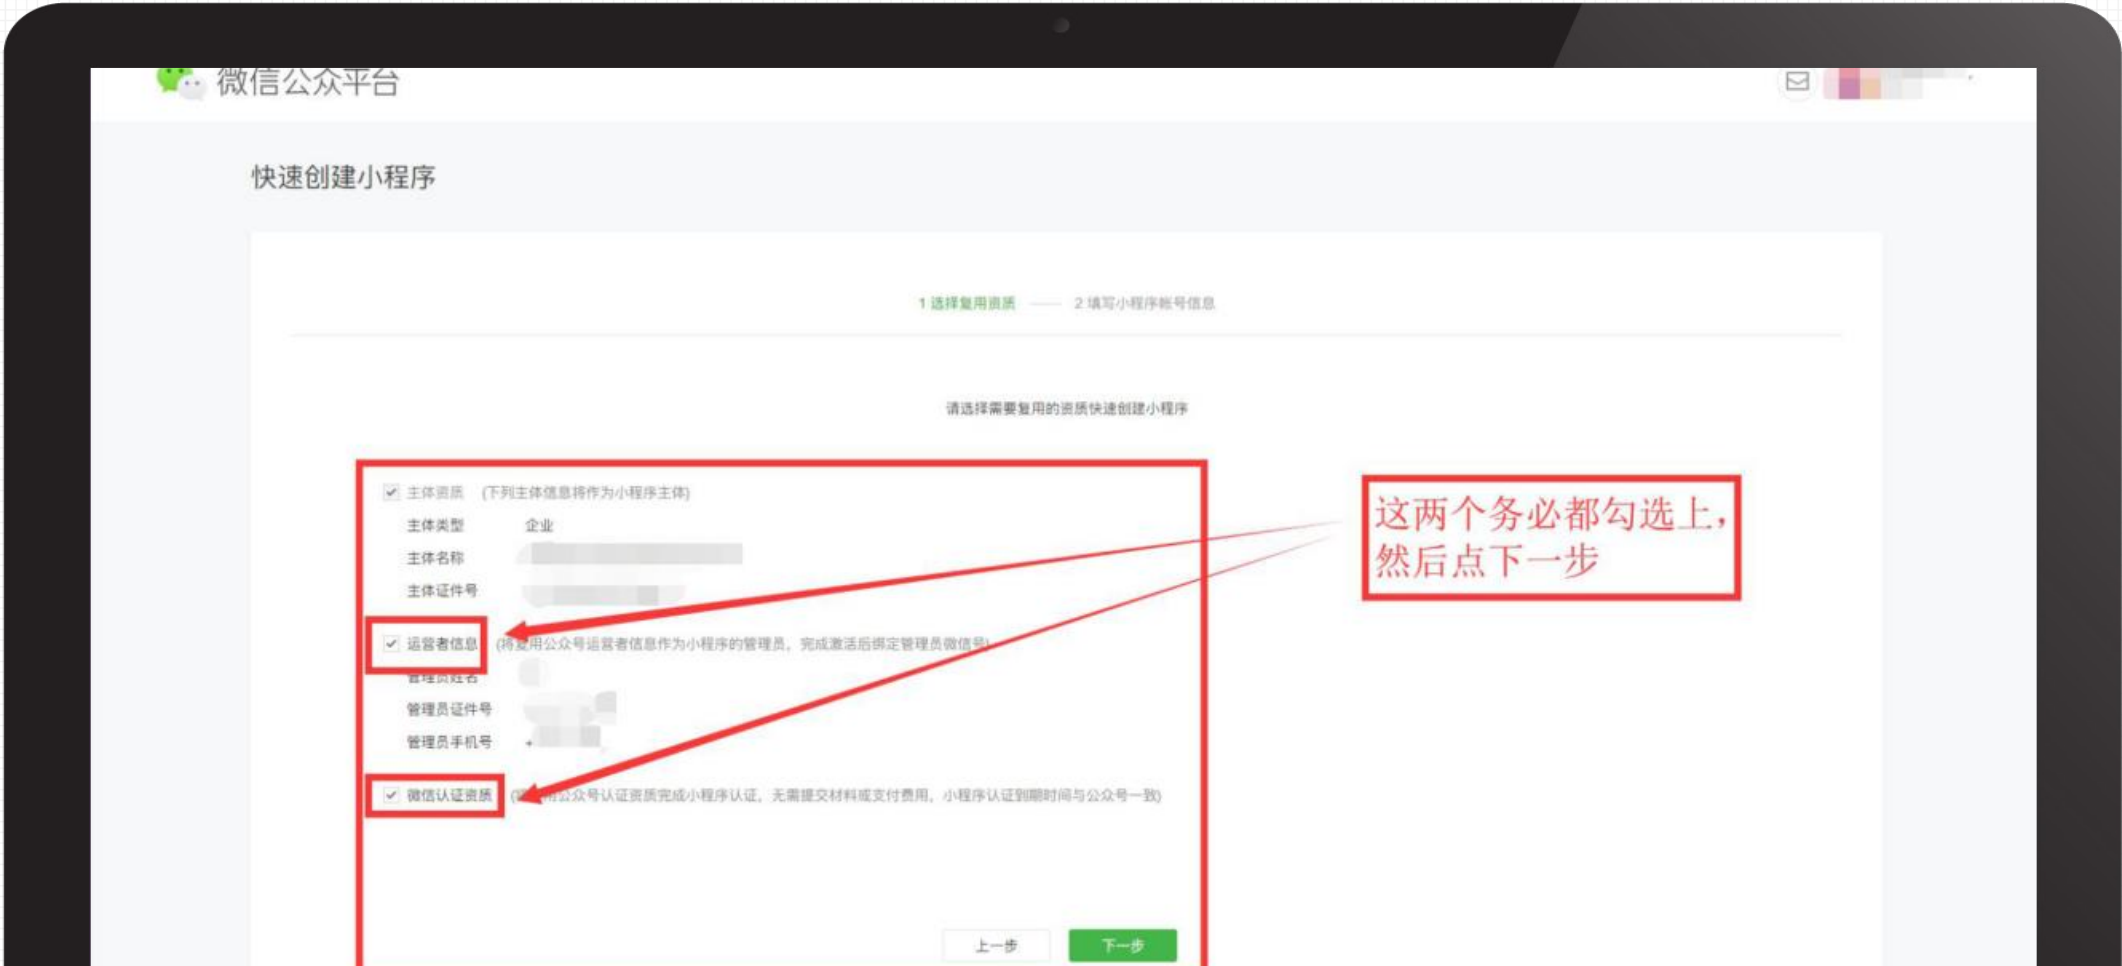 微信公众平台
快速创建小程序
1 选择复用资质 —— 2 填写小程序帐号信息
请选择需要复用的资质快速创建小程序
主体资质 (下列主体信息将作为小程序主体)
主体类型 企业
主体名称
主体证件号
运营者信息 (将复用公众号运营者信息作为小程序的管理员，完成激活后绑定管理员微信号)
管理员姓名
管理员证件号
管理员手机号 +
微信认证资质 (用公众号认证资质完成小程序认证，无需提交材料或支付费用，小程序认证到期时间与公众号一致)
上一步 下一步
这两个务必都勾选上，
然后点下一步